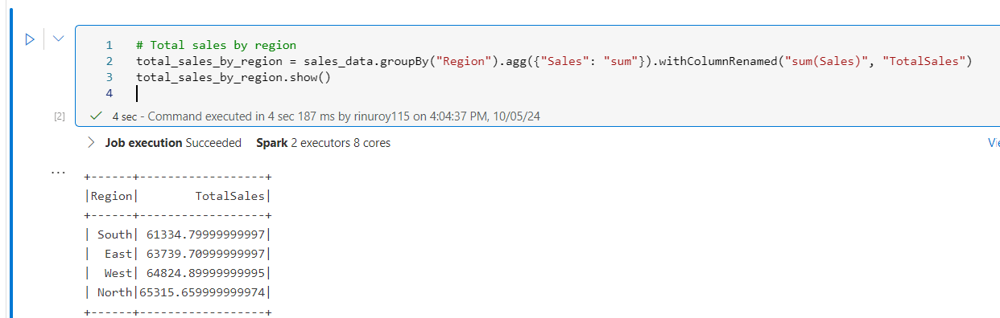 1 # Total sales by region
2 total_sales_by_region = sales_data.groupBy("Region").agg({"Sales": "sum"}).withColumnRenamed("sum(Sales)", "TotalSales")
3 total_sales_by_region.show()
4
[2] 4 sec - Command executed in 4 sec 187 ms by rinuroy115 on 4:04:37 PM, 10/05/24
Job execution Succeeded Spark 2 executors 8 cores
...
+------+------------------+
|Region|        TotalSales|
+------+------------------+
| South| 61334.79999999997|
|  East| 63739.70999999997|
|  West| 64824.89999999995|
| North|65315.659999999974|
+------+------------------+